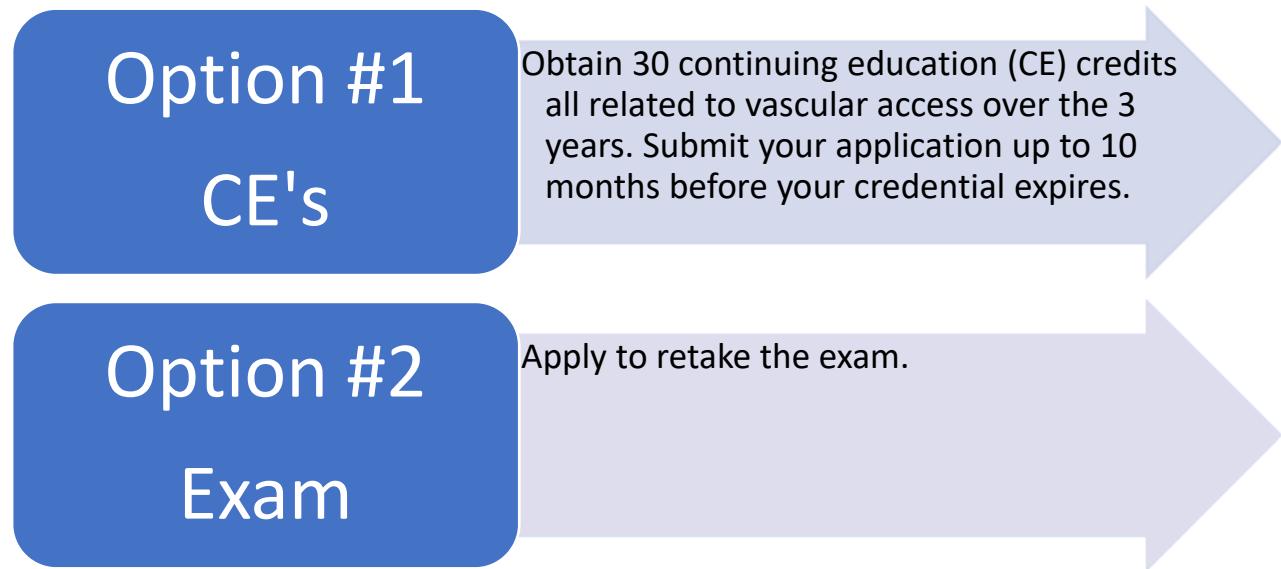 Option #1
CE's
Obtain 30 continuing education (CE) credits
all related to vascular access over the 3
years. Submit your application up to 10
months before your credential expires.
Option #2
Exam
Apply to retake the exam.